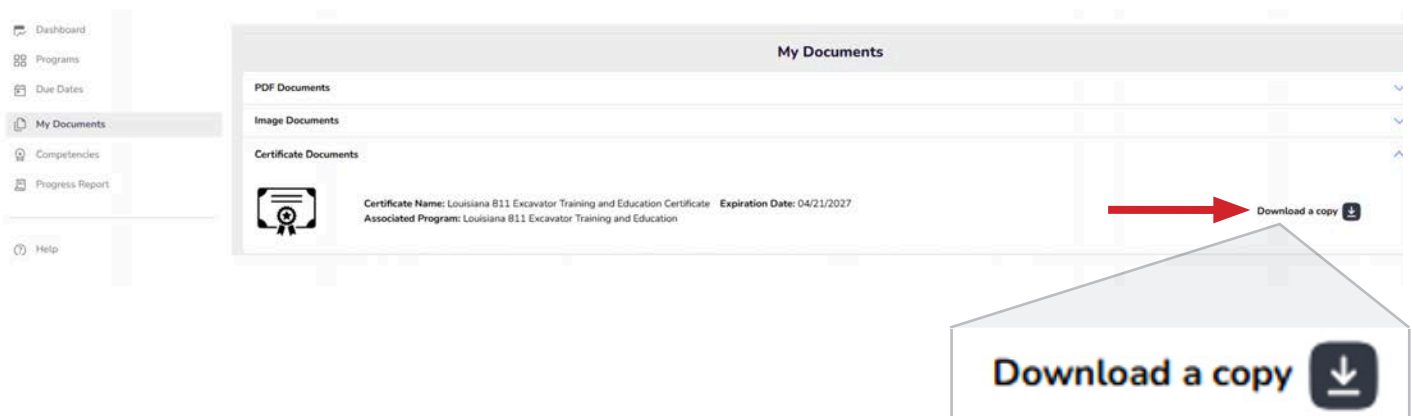 Dashboard
Programs
Due Dates
My Documents
Competencies
Progress Report
Help
My Documents
PDF Documents
Image Documents
Certificate Documents
Certificate Name: Louisiana 811 Excavator Training and Education Certificate Expiration Date: 04/21/2027
Associated Program: Louisiana 811 Excavator Training and Education
Download a copy
Download a copy